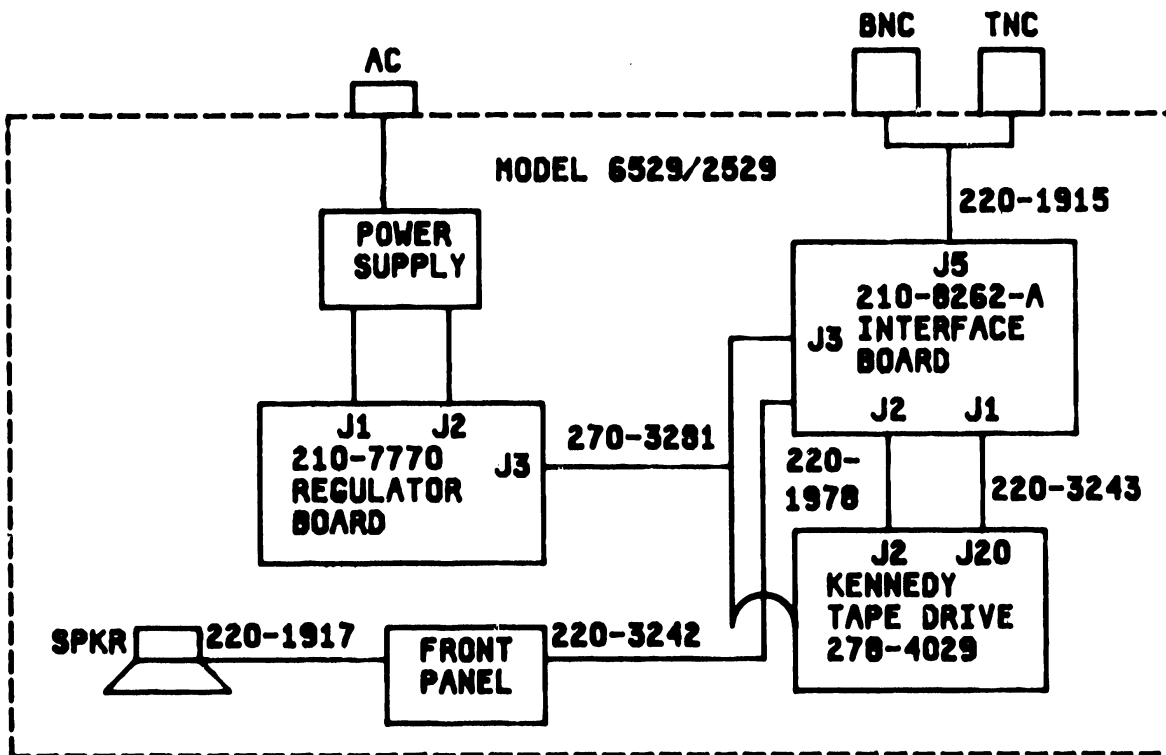 BNC TNC
AC
MODEL 6529/2529
220-1915
POWER
SUPPLY
J5
210-8262-A
J3 INTERFACE
BOARD
J2 J1
J1 J2
210-7770
REGULATOR
BOARD
J3
270-3281
220-
1978
220-3243
J2 J20
KENNEDY
TAPE DRIVE
278-4029
SPKR
220-1917
FRONT
PANEL
220-3242